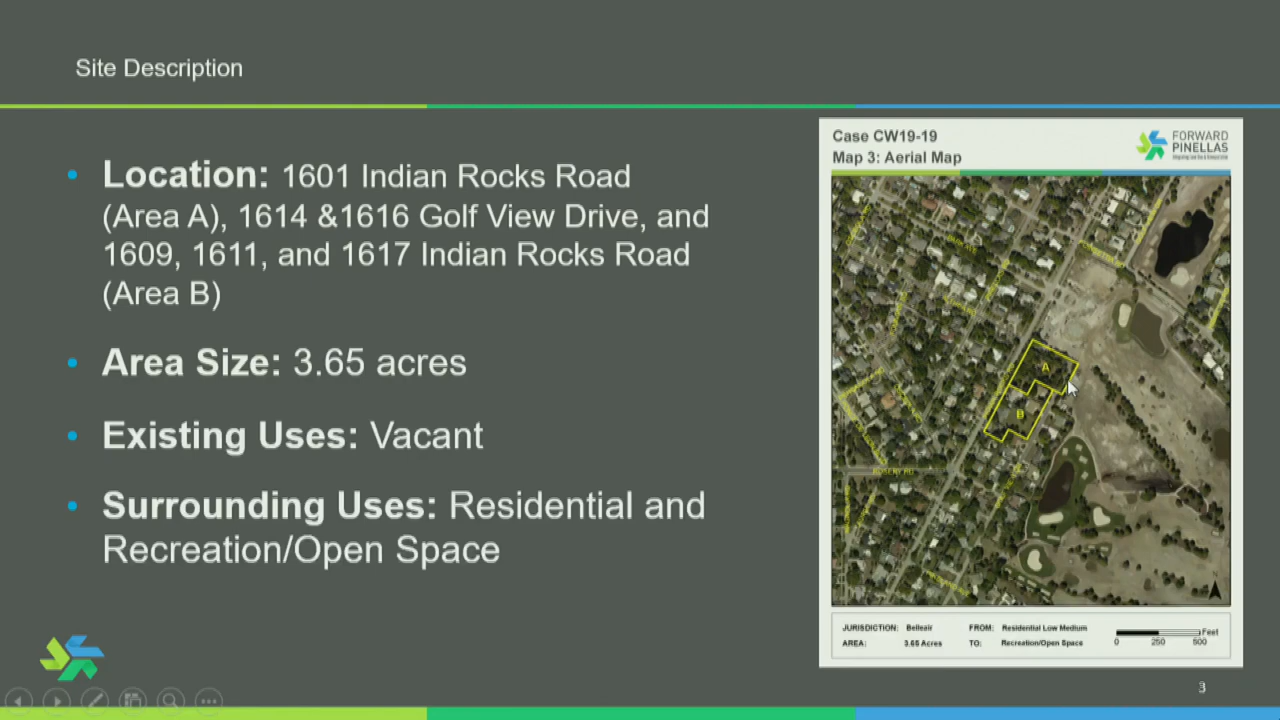 Site Description
Location: 1601 Indian Rocks Road
(Area A), 1614 &1616 Golf View Drive, and
1609, 1611, and 1617 Indian Rocks Road
(Area B)
Area Size: 3.65 acres
Existing Uses: Vacant
Surrounding Uses: Residential and
Recreation/Open Space
Case CW19-19
Map 3: Aerial Map
FORWARD
PINELLAS
A
B
ROSERY RD
JURISDICTION: Belleair FROM: Residential Low Medium
AREA: 3.65 Acres TO: Recreation/Open Space
Feet
0 250 500
3